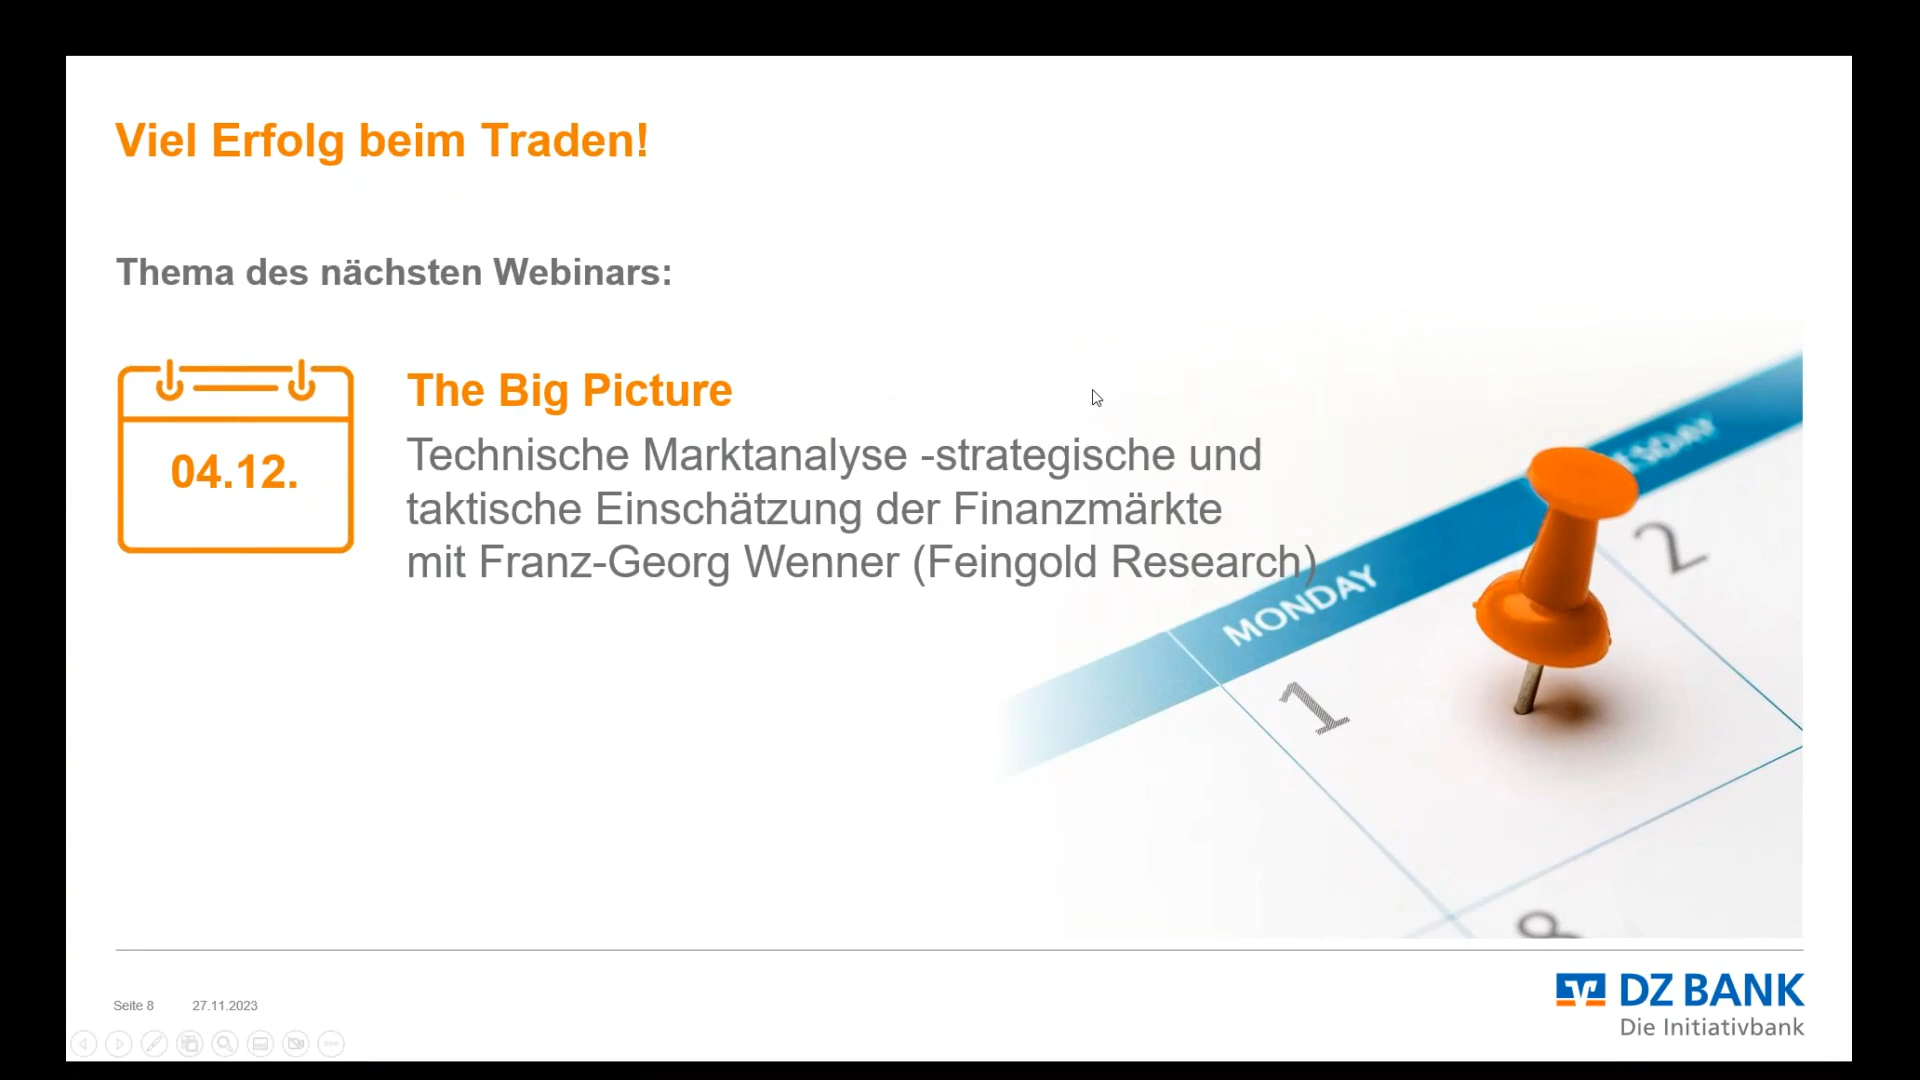 Viel Erfolg beim Traden!
Thema des nächsten Webinars:
04.12.
The Big Picture
Technische Marktanalyse -strategische und
taktische Einschätzung der Finanzmärkte
mit Franz-Georg Wenner (Feingold Research)
MONDAY
1
2
8
Seite 8
27.11.2023
DZ BANK
Die Initiativbank